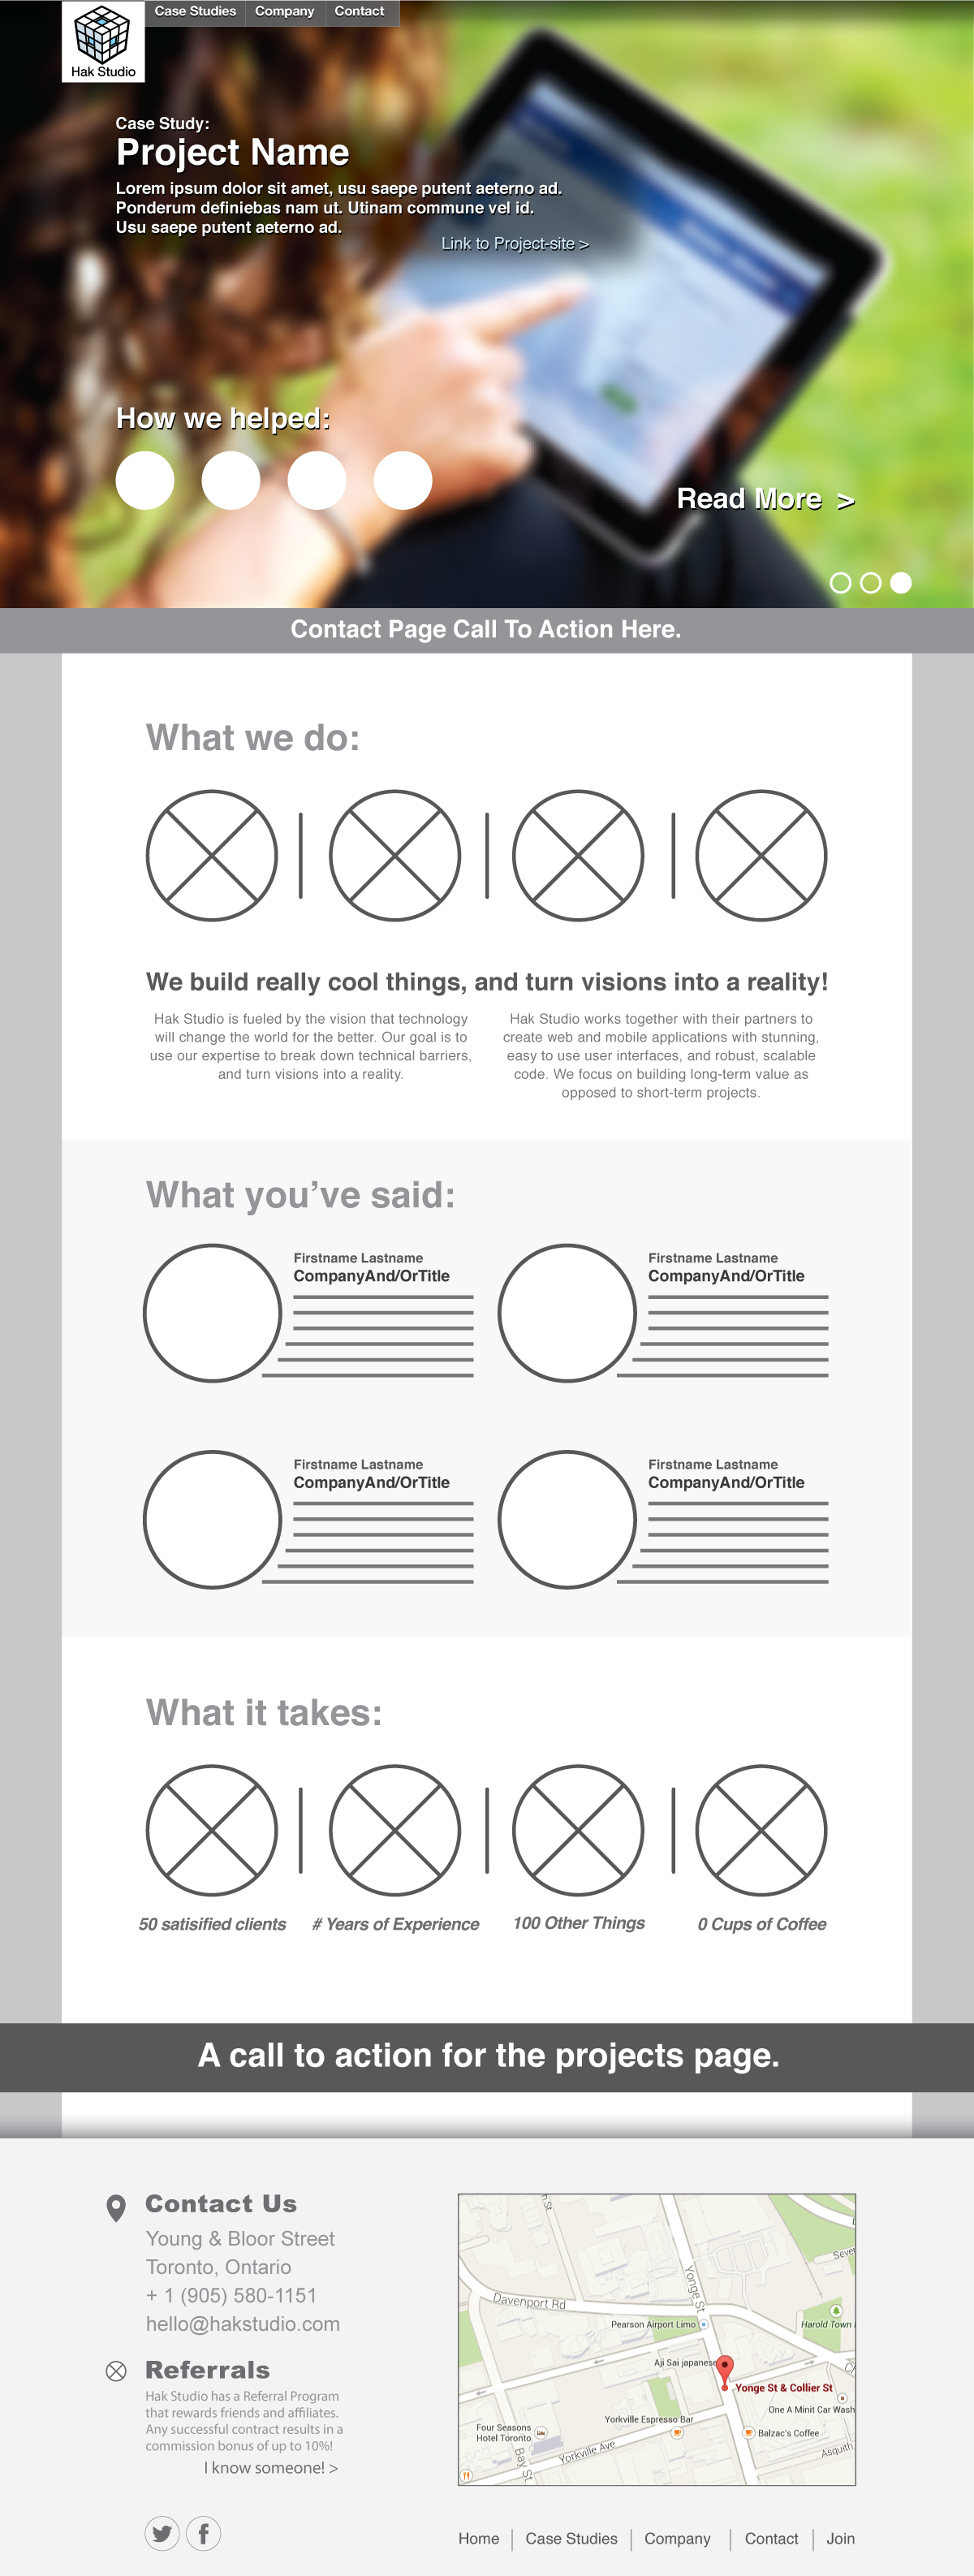 Case Studies
Company
Contact
Hak Studio
Case Study:
Project Name
Lorem ipsum dolor sit amet, usu saepe putent aeterno ad.
Ponderum definiebas nam ut. Utinam commune vel id.
Usu saepe putent aeterno ad.
Link to Project-site >
How we helped:
Read More >
Contact Page Call To Action Here.
What we do:
We build really cool things, and turn visions into a reality!
Hak Studio is fueled by the vision that technology
will change the world for the better. Our goal is to
use our expertise to break down technical barriers,
and turn visions into a reality.
Hak Studio works together with their partners to
create web and mobile applications with stunning,
easy to use user interfaces, and robust, scalable
code. We focus on building long-term value as
opposed to short-term projects.
What you've said:
Firstname Lastname
CompanyAnd/OrTitle
Firstname Lastname
CompanyAnd/OrTitle
Firstname Lastname
CompanyAnd/OrTitle
Firstname Lastname
CompanyAnd/OrTitle
What it takes:
50 satisified clients
# Years of Experience
100 Other Things
0 Cups of Coffee
A call to action for the projects page.
Contact Us
Young & Bloor Street
Toronto, Ontario
+ 1 (905) 580-1151
hello@hakstudio.com
Referrals
Hak Studio has a Referral Program
that rewards friends and affiliates.
Any successful contract results in a
commission bonus of up to 10%!
I know someone! >
Davenport Rd
Yonge St
Pearson Airport Limo
Harold Town
Aji Sai japanese
Yonge St & Collier St
One A Minit Car Wash
Yorkville Espresso Bar
Balzac's Coffee
Four Seasons
Hotel Toronto
Bay St
Yorkville Ave
Asquith
Home
Case Studies
Company
Contact
Join